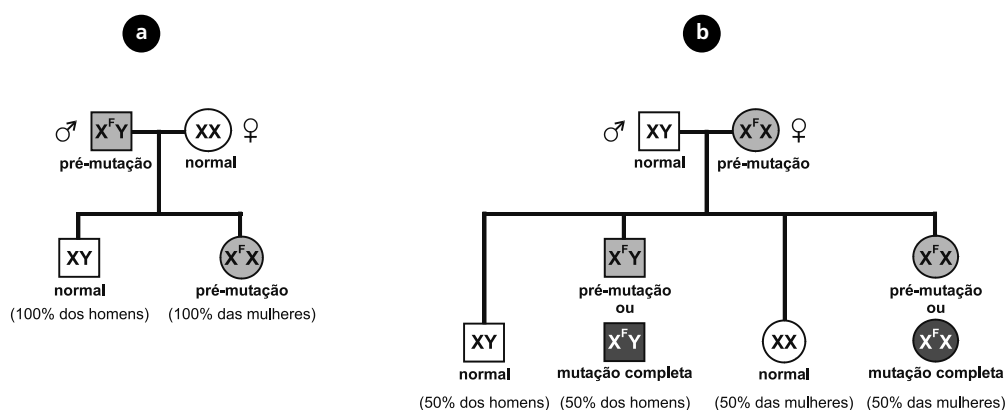 a
♂ XᶠY XX ♀
pré-mutação normal
XY XᶠX
normal pré-mutação
(100% dos homens) (100% das mulheres)
b
♂ XY XᶠX ♀
normal pré-mutação
XᶠY XᶠX
pré-mutação pré-mutação
ou ou
XY XᶠY XX XᶠX
normal mutação completa normal mutação completa
(50% dos homens) (50% dos homens) (50% das mulheres) (50% das mulheres)